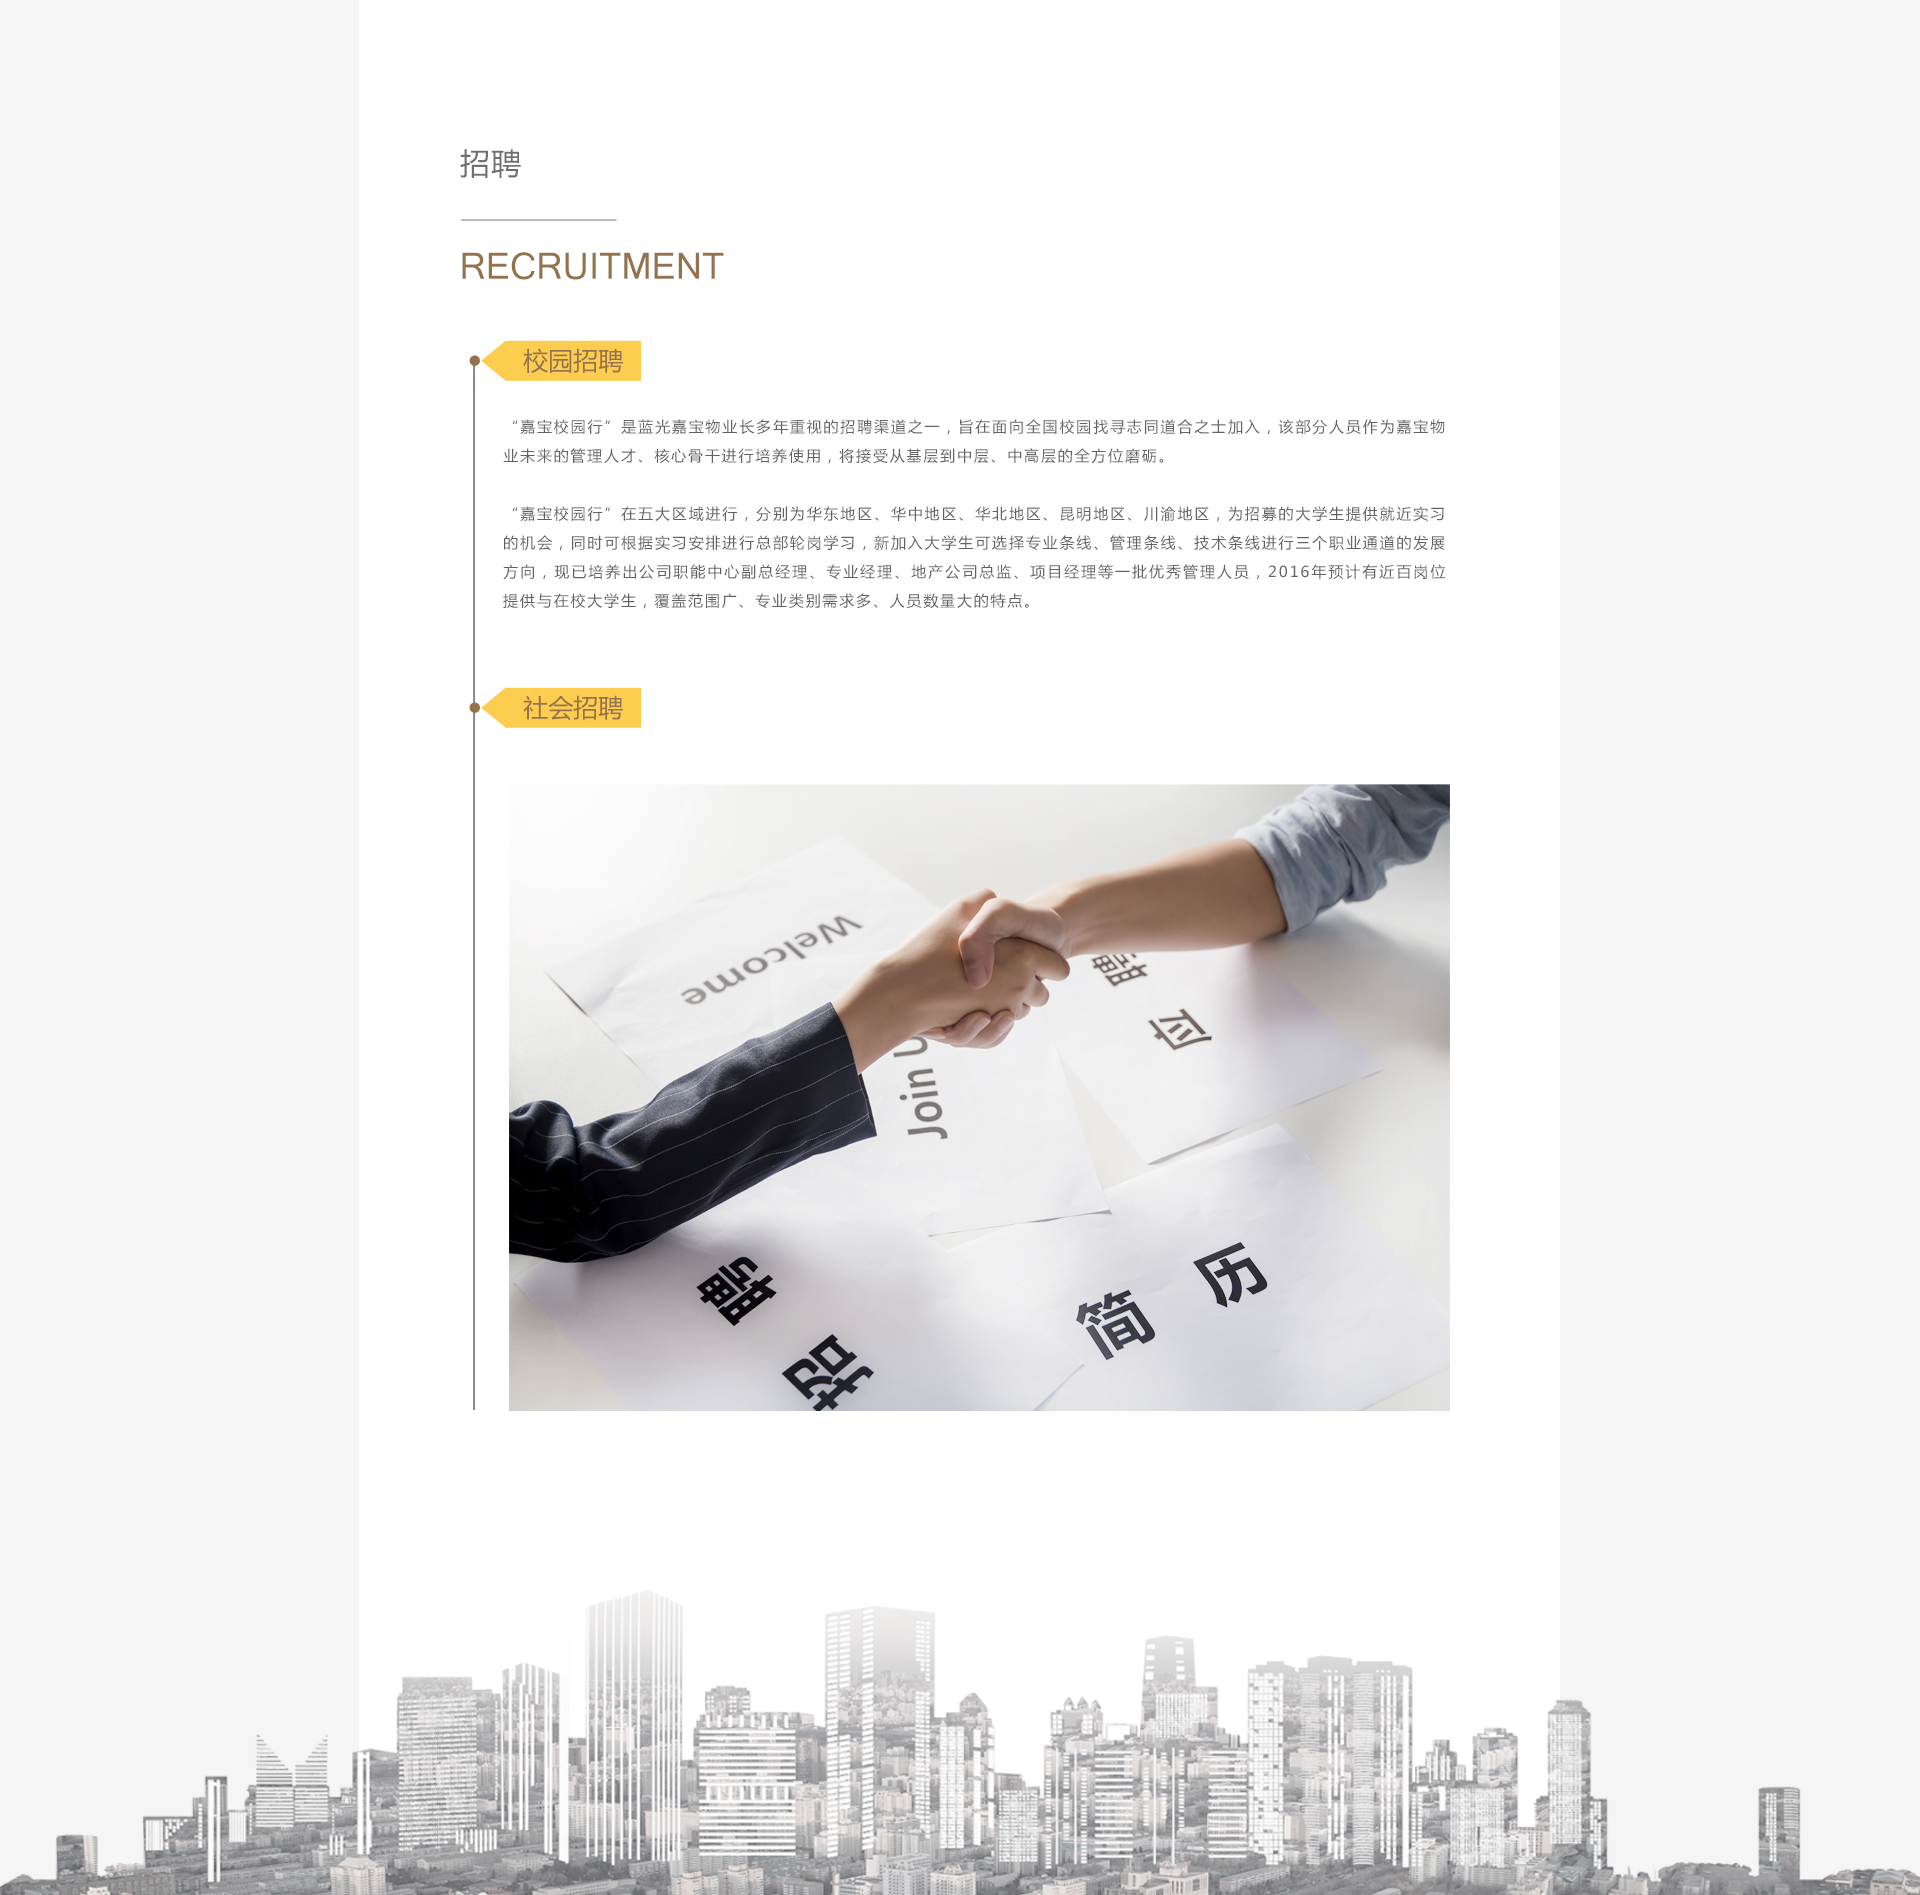 招聘
RECRUITMENT
校园招聘
“嘉宝校园行”是蓝光嘉宝物业长多年重视的招聘渠道之一，旨在面向全国校园找寻志同道合之士加入，该部分人员作为嘉宝物
业未来的管理人才、核心骨干进行培养使用，将接受从基层到中层、中高层的全方位磨砺。
“嘉宝校园行”在五大区域进行，分别为华东地区、华中地区、华北地区、昆明地区、川渝地区，为招募的大学生提供就近实习
的机会，同时可根据实习安排进行总部轮岗学习，新加入大学生可选择专业条线、管理条线、技术条线进行三个职业通道的发展
方向，现已培养出公司职能中心副总经理、专业经理、地产公司总监、项目经理等一批优秀管理人员，2016年预计有近百岗位
提供与在校大学生，覆盖范围广、专业类别需求多、人员数量大的特点。
社会招聘
Welcome
应聘
Join U
招聘
简历